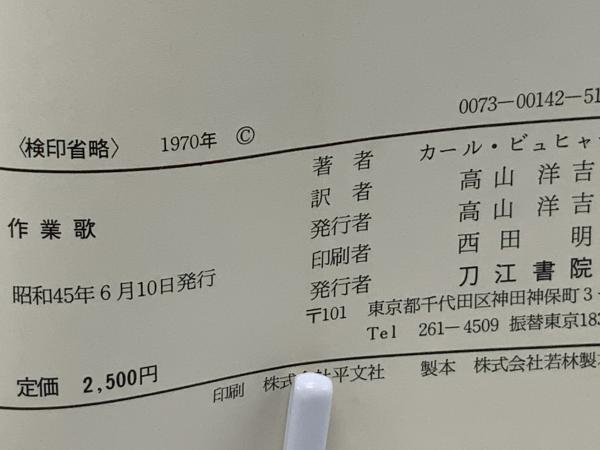 0073-00142-51
〈検印省略〉 1970年 ©
作業歌
昭和45年6月10日発行
定価 2,500円
著者 カール・ビュヒャ
訳者 高山洋吉
発行者 高山洋吉
印刷者 西田明
発行者 刀江書院
〒101 東京都千代田区神田神保町3-
Tel 261-4509 振替東京183
印刷 株式会社平文社 製本 株式会社若林製